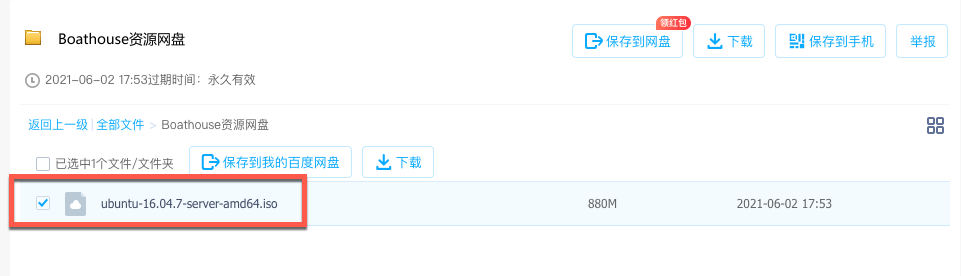 领红包
Boathouse资源网盘 保存到网盘 下载 保存到手机 举报
2021-06-02 17:53过期时间：永久有效
返回上一级 | 全部文件 > Boathouse资源网盘
已选中1个文件/文件夹 保存到我的百度网盘 下载
ubuntu-16.04.7-server-amd64.iso 880M 2021-06-02 17:53